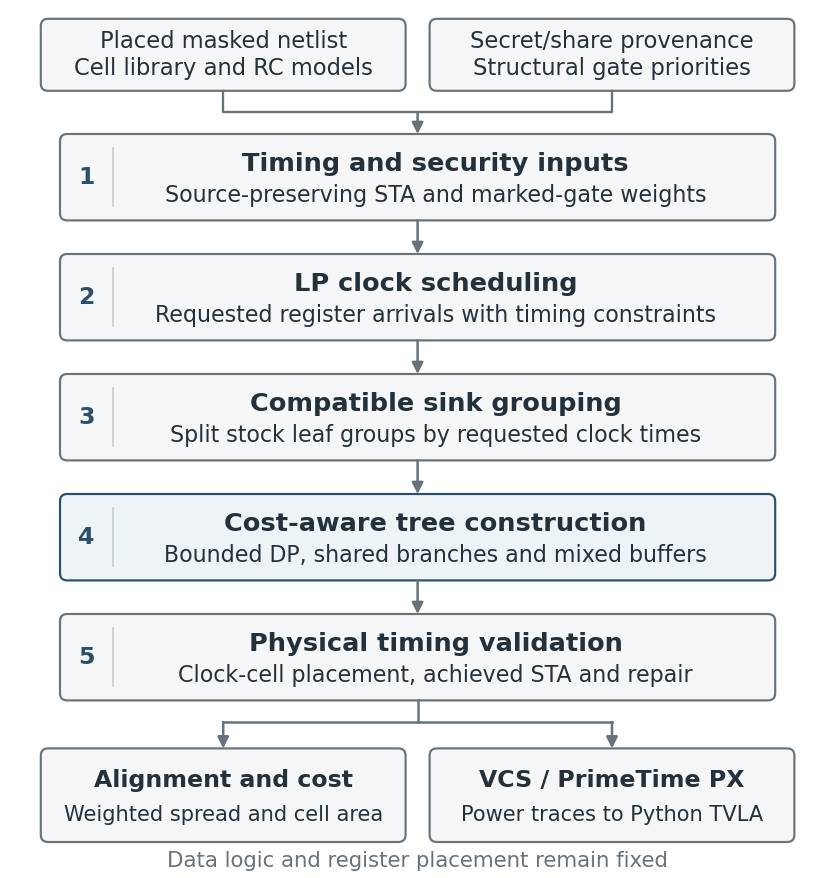 Placed masked netlist
Cell library and RC models
Secret/share provenance
Structural gate priorities
1
Timing and security inputs
Source-preserving STA and marked-gate weights
2
LP clock scheduling
Requested register arrivals with timing constraints
3
Compatible sink grouping
Split stock leaf groups by requested clock times
4
Cost-aware tree construction
Bounded DP, shared branches and mixed buffers
5
Physical timing validation
Clock-cell placement, achieved STA and repair
Alignment and cost
Weighted spread and cell area
VCS / PrimeTime PX
Power traces to Python TVLA
Data logic and register placement remain fixed